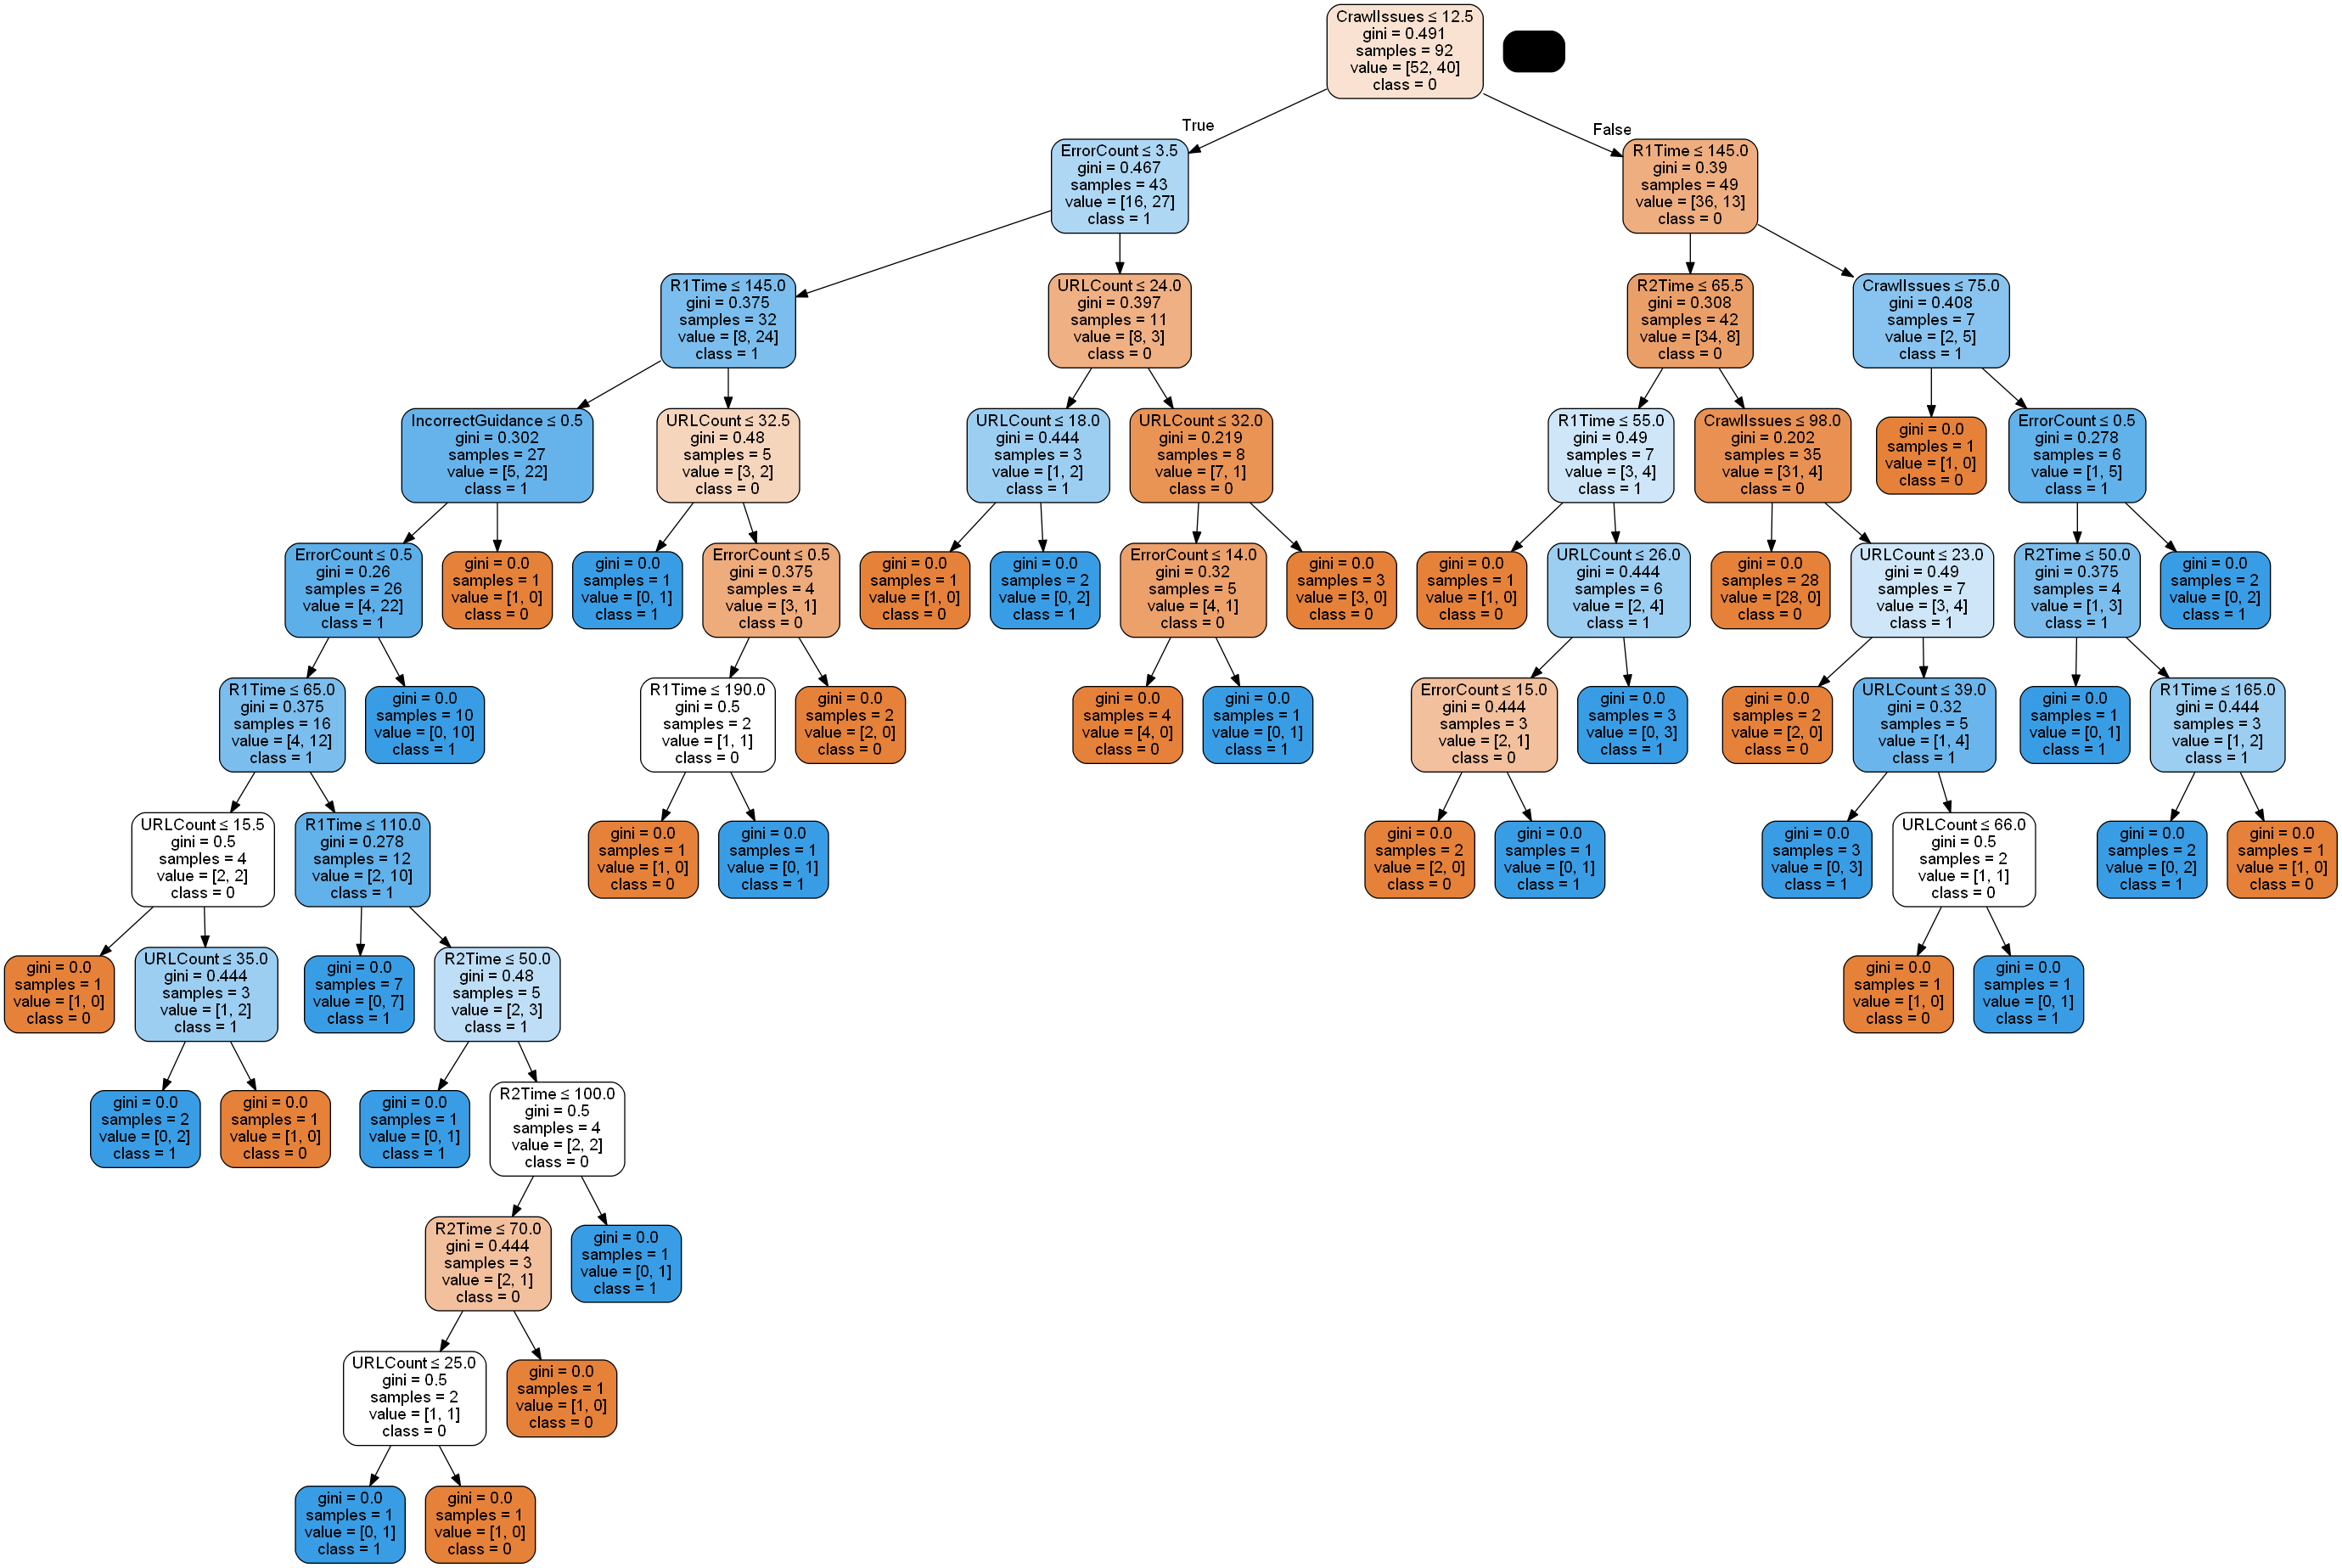 CrawlIssues ≤ 12.5
gini = 0.491
samples = 92
value = [52, 40]
class = 0
True
False
ErrorCount ≤ 3.5
gini = 0.467
samples = 43
value = [16, 27]
class = 1
R1Time ≤ 145.0
gini = 0.39
samples = 49
value = [36, 13]
class = 0
R1Time ≤ 145.0
gini = 0.375
samples = 32
value = [8, 24]
class = 1
URLCount ≤ 24.0
gini = 0.397
samples = 11
value = [8, 3]
class = 0
R2Time ≤ 65.5
gini = 0.308
samples = 42
value = [34, 8]
class = 0
CrawlIssues ≤ 75.0
gini = 0.408
samples = 7
value = [2, 5]
class = 1
IncorrectGuidance ≤ 0.5
gini = 0.302
samples = 27
value = [5, 22]
class = 1
URLCount ≤ 32.5
gini = 0.48
samples = 5
value = [3, 2]
class = 0
URLCount ≤ 18.0
gini = 0.444
samples = 3
value = [1, 2]
class = 1
URLCount ≤ 32.0
gini = 0.219
samples = 8
value = [7, 1]
class = 0
R1Time ≤ 55.0
gini = 0.49
samples = 7
value = [3, 4]
class = 1
CrawlIssues ≤ 98.0
gini = 0.202
samples = 35
value = [31, 4]
class = 0
gini = 0.0
samples = 1
value = [1, 0]
class = 0
ErrorCount ≤ 0.5
gini = 0.278
samples = 6
value = [1, 5]
class = 1
ErrorCount ≤ 0.5
gini = 0.26
samples = 26
value = [4, 22]
class = 1
gini = 0.0
samples = 1
value = [1, 0]
class = 0
gini = 0.0
samples = 1
value = [0, 1]
class = 1
ErrorCount ≤ 0.5
gini = 0.375
samples = 4
value = [3, 1]
class = 0
gini = 0.0
samples = 1
value = [1, 0]
class = 0
gini = 0.0
samples = 2
value = [0, 2]
class = 1
ErrorCount ≤ 14.0
gini = 0.32
samples = 5
value = [4, 1]
class = 0
gini = 0.0
samples = 3
value = [3, 0]
class = 0
gini = 0.0
samples = 1
value = [1, 0]
class = 0
URLCount ≤ 26.0
gini = 0.444
samples = 6
value = [2, 4]
class = 1
gini = 0.0
samples = 28
value = [28, 0]
class = 0
URLCount ≤ 23.0
gini = 0.49
samples = 7
value = [3, 4]
class = 1
R2Time ≤ 50.0
gini = 0.375
samples = 4
value = [1, 3]
class = 1
gini = 0.0
samples = 2
value = [0, 2]
class = 1
R1Time ≤ 65.0
gini = 0.375
samples = 16
value = [4, 12]
class = 1
gini = 0.0
samples = 10
value = [0, 10]
class = 1
R1Time ≤ 190.0
gini = 0.5
samples = 2
value = [1, 1]
class = 0
gini = 0.0
samples = 2
value = [2, 0]
class = 0
gini = 0.0
samples = 4
value = [4, 0]
class = 0
gini = 0.0
samples = 1
value = [0, 1]
class = 1
ErrorCount ≤ 15.0
gini = 0.444
samples = 3
value = [2, 1]
class = 0
gini = 0.0
samples = 3
value = [0, 3]
class = 1
gini = 0.0
samples = 2
value = [2, 0]
class = 0
URLCount ≤ 39.0
gini = 0.32
samples = 5
value = [1, 4]
class = 1
gini = 0.0
samples = 1
value = [0, 1]
class = 1
R1Time ≤ 165.0
gini = 0.444
samples = 3
value = [1, 2]
class = 1
URLCount ≤ 15.5
gini = 0.5
samples = 4
value = [2, 2]
class = 0
R1Time ≤ 110.0
gini = 0.278
samples = 12
value = [2, 10]
class = 1
gini = 0.0
samples = 1
value = [1, 0]
class = 0
gini = 0.0
samples = 1
value = [0, 1]
class = 1
gini = 0.0
samples = 2
value = [2, 0]
class = 0
gini = 0.0
samples = 1
value = [0, 1]
class = 1
gini = 0.0
samples = 3
value = [0, 3]
class = 1
URLCount ≤ 66.0
gini = 0.5
samples = 2
value = [1, 1]
class = 0
gini = 0.0
samples = 2
value = [0, 2]
class = 1
gini = 0.0
samples = 1
value = [1, 0]
class = 0
gini = 0.0
samples = 1
value = [1, 0]
class = 0
URLCount ≤ 35.0
gini = 0.444
samples = 3
value = [1, 2]
class = 1
gini = 0.0
samples = 7
value = [0, 7]
class = 1
R2Time ≤ 50.0
gini = 0.48
samples = 5
value = [2, 3]
class = 1
gini = 0.0
samples = 1
value = [1, 0]
class = 0
gini = 0.0
samples = 1
value = [0, 1]
class = 1
gini = 0.0
samples = 2
value = [0, 2]
class = 1
gini = 0.0
samples = 1
value = [1, 0]
class = 0
gini = 0.0
samples = 1
value = [0, 1]
class = 1
R2Time ≤ 100.0
gini = 0.5
samples = 4
value = [2, 2]
class = 0
R2Time ≤ 70.0
gini = 0.444
samples = 3
value = [2, 1]
class = 0
gini = 0.0
samples = 1
value = [0, 1]
class = 1
URLCount ≤ 25.0
gini = 0.5
samples = 2
value = [1, 1]
class = 0
gini = 0.0
samples = 1
value = [1, 0]
class = 0
gini = 0.0
samples = 1
value = [0, 1]
class = 1
gini = 0.0
samples = 1
value = [1, 0]
class = 0